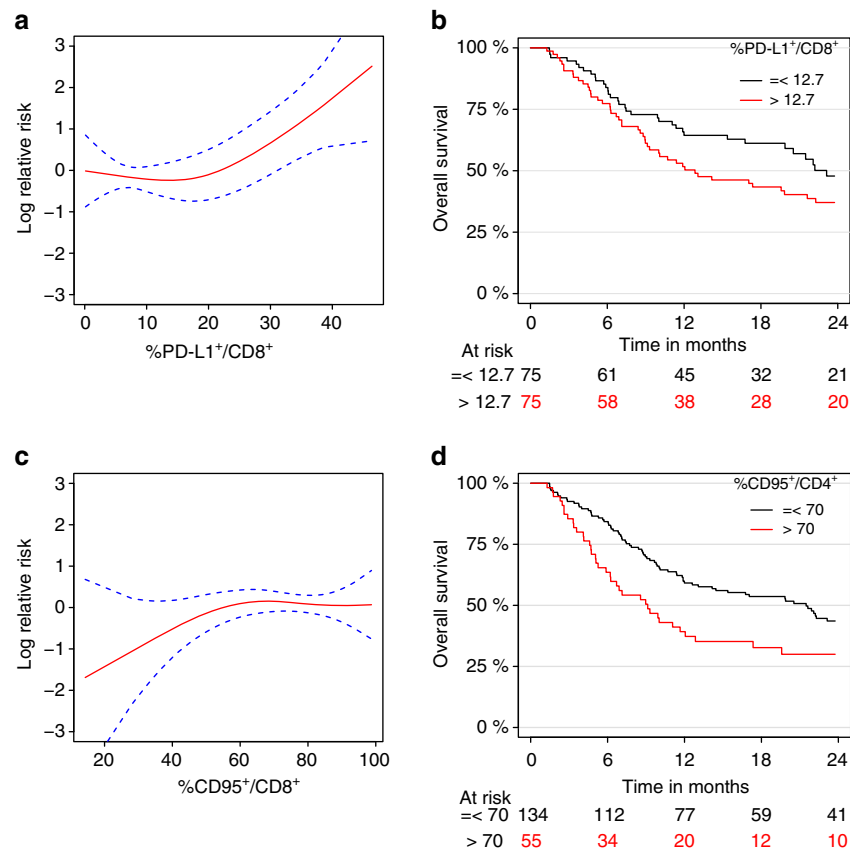 a
3
2
1
0
−1
−2
−3
Log relative risk
0 10 20 30 40
%PD-L1⁺/CD8⁺
b
100 %
75 %
50 %
25 %
0 %
Overall survival
%PD-L1⁺/CD8⁺
=< 12.7
> 12.7
0 6 12 18 24
Time in months
At risk
=< 12.7 75 61 45 32 21
> 12.7 75 58 38 28 20
c
3
2
1
0
−1
−2
−3
Log relative risk
20 40 60 80 100
%CD95⁺/CD8⁺
d
100 %
75 %
50 %
25 %
0 %
Overall survival
%CD95⁺/CD4⁺
=< 70
> 70
0 6 12 18 24
Time in months
At risk
=< 70 134 112 77 59 41
> 70 55 34 20 12 10